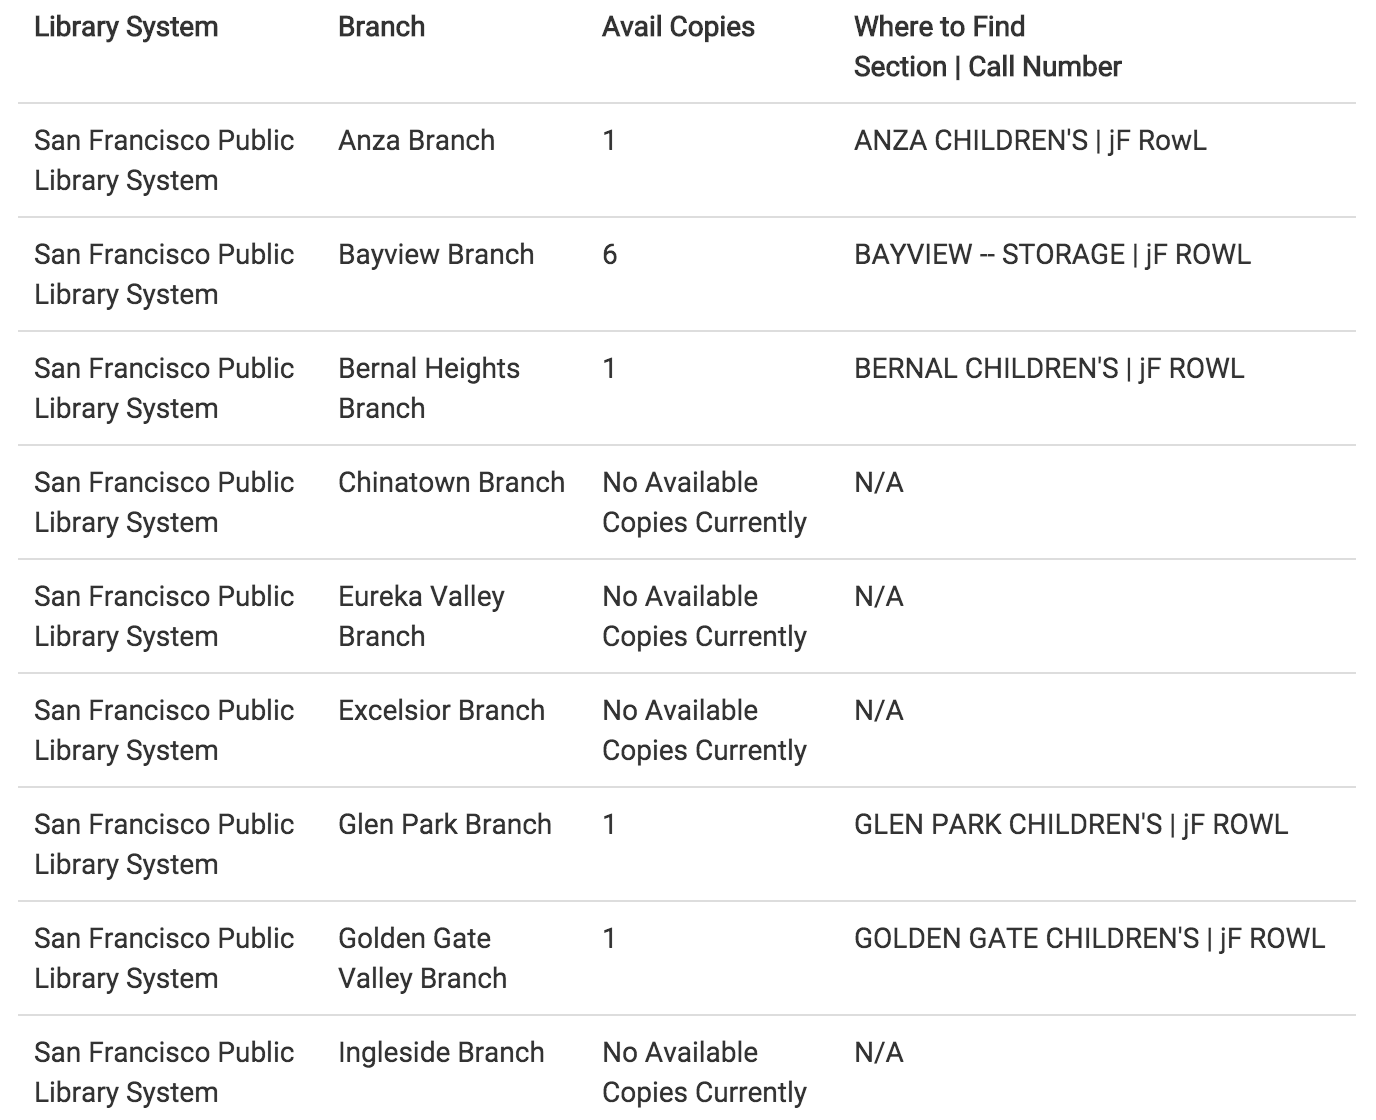 Library System Branch Avail Copies Where to Find
Section | Call Number
San Francisco Public Anza Branch 1 ANZA CHILDREN'S | jF RowL
Library System
San Francisco Public Bayview Branch 6 BAYVIEW -- STORAGE | jF ROWL
Library System
San Francisco Public Bernal Heights 1 BERNAL CHILDREN'S | jF ROWL
Library System Branch
San Francisco Public Chinatown Branch No Available N/A
Library System Copies Currently
San Francisco Public Eureka Valley No Available N/A
Library System Branch Copies Currently
San Francisco Public Excelsior Branch No Available N/A
Library System Copies Currently
San Francisco Public Glen Park Branch 1 GLEN PARK CHILDREN'S | jF ROWL
Library System
San Francisco Public Golden Gate 1 GOLDEN GATE CHILDREN'S | jF ROWL
Library System Valley Branch
San Francisco Public Ingleside Branch No Available N/A
Library System Copies Currently